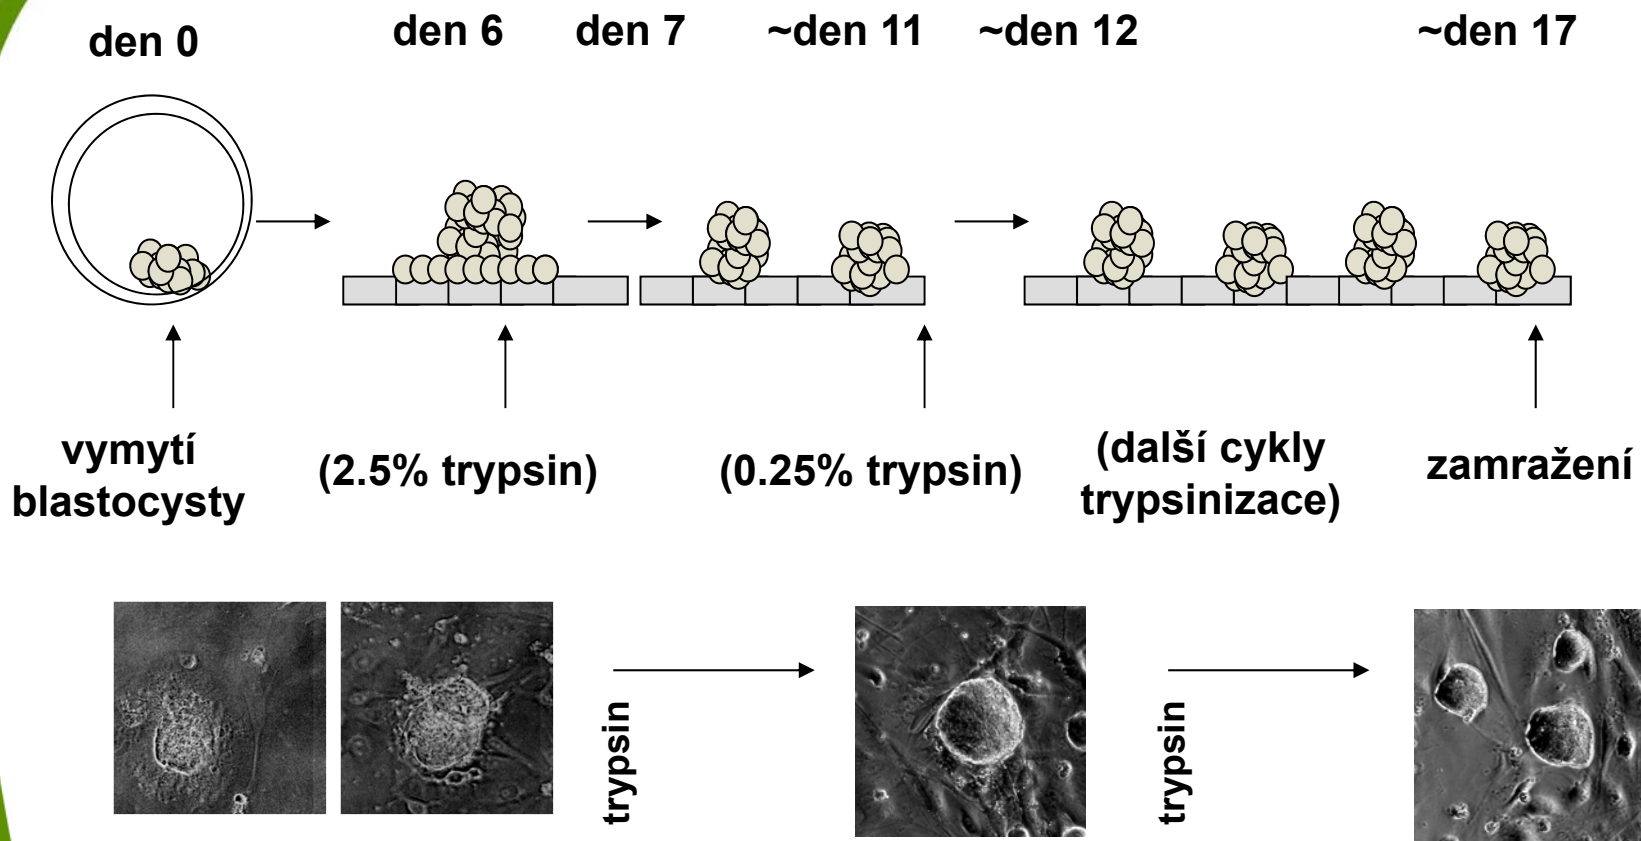 den 0
den 6
den 7
~den 11
~den 12
~den 17
vymytí
blastocysty
(2.5% trypsin)
(0.25% trypsin)
(další cykly
trypsinizace)
zamražení
trypsin
trypsin